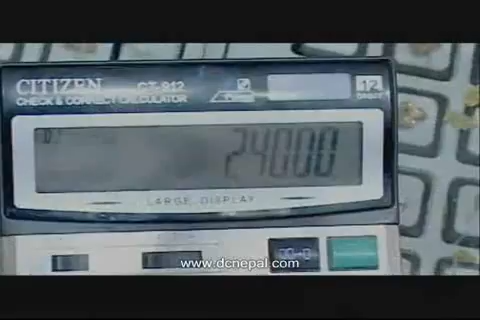 CITIZEN CT-912
CHECK & CORRECT CALCULATOR
12
24000
LARGE DISPLAY
www.dcnepal.com